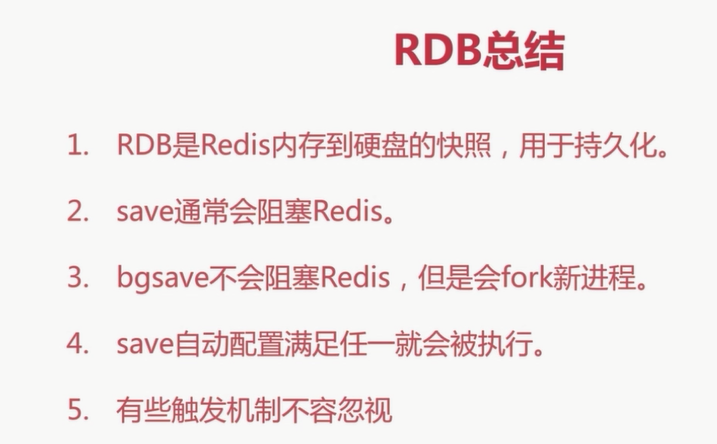 RDB总结
1. RDB是Redis内存到硬盘的快照，用于持久化。
2. save通常会阻塞Redis。
3. bgsave不会阻塞Redis，但是会fork新进程。
4. save自动配置满足任一就会被执行。
5. 有些触发机制不容忽视